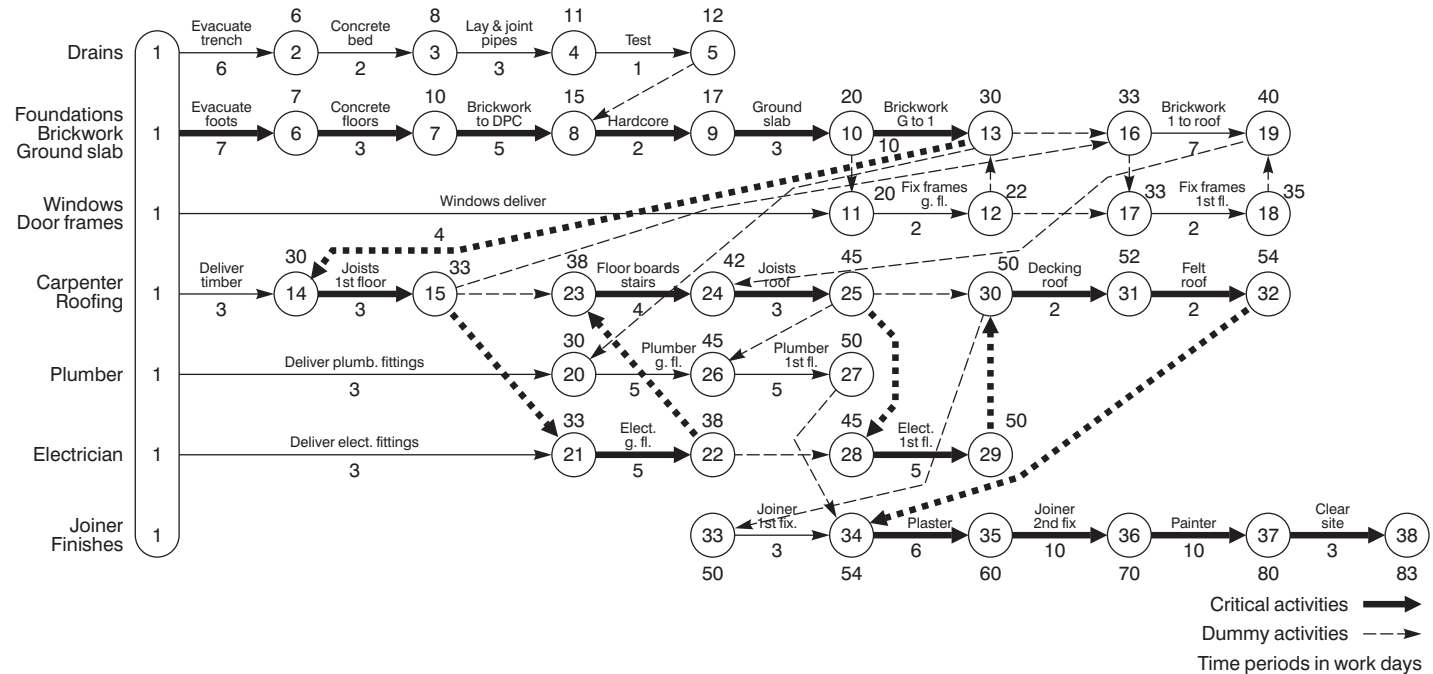 6 8 11 12
Evacuate
trench
Concrete
bed
Lay & joint
pipes
Test
Drains 1 2 3 4 5
6 2 3 1
7 10 15 17 20 30 33 40
Evacuate
foots
Concrete
floors
Brickwork
to DPC
Hardcore
Ground
slab
Brickwork
G to 1
Brickwork
1 to roof
Foundations
Brickwork
Ground slab
1 6 7 8 9 10 13 16 19
7 3 5 2 3 10 7
Windows deliver
20
Fix frames
g. fl.
22
33
Fix frames
1st fl.
35
Windows
Door frames
1 11 12 17 18
2 2
4
30 33 38 42 45 50 52 54
Deliver
timber
Joists
1st floor
Floor boards
stairs
Joists
roof
Decking
roof
Felt
roof
Carpenter
Roofing
1 14 15 23 24 25 30 31 32
3 3 4 3 2 2
30 45 50
Deliver plumb. fittings
Plumber
g. fl.
Plumber
1st fl.
Plumber 1 20 26 27
3 5 5
33 38 45 50
Deliver elect. fittings
Elect.
g. fl.
Elect.
1st fl.
Electrician 1 21 22 28 29
3 5 5
Joiner
1st fix.
Plaster
Joiner
2nd fix
Painter
Clear
site
Joiner
Finishes
1 33 34 35 36 37 38
3 6 10 10 3
50 54 60 70 80 83
Critical activities
Dummy activities
Time periods in work days